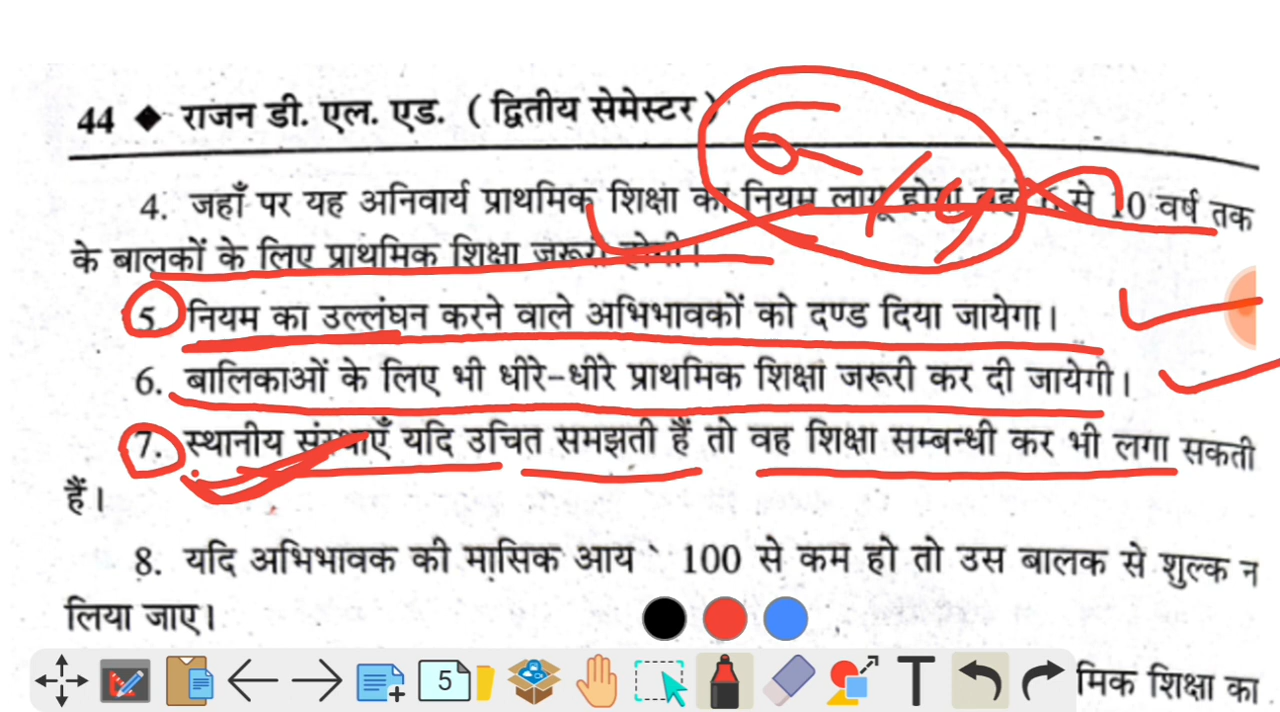 44 ◆ राजन डी. एल. एड. ( द्वितीय सेमेस्टर )
4. जहाँ पर यह अनिवार्य प्राथमिक शिक्षा का नियम लागू होगा वहाँ 6 से 10 वर्ष तक
के बालकों के लिए प्राथमिक शिक्षा जरूरी होगी।
5. नियम का उल्लंघन करने वाले अभिभावकों को दण्ड दिया जायेगा।
6. बालिकाओं के लिए भी धीरे-धीरे प्राथमिक शिक्षा जरूरी कर दी जायेगी।
7. स्थानीय संस्थाएँ यदि उचित समझती हैं तो वह शिक्षा सम्बन्धी कर भी लगा सकती
हैं।
8. यदि अभिभावक की मासिक आय ` 100 से कम हो तो उस बालक से शुल्क न
लिया जाए।
5 T
मिक शिक्षा का